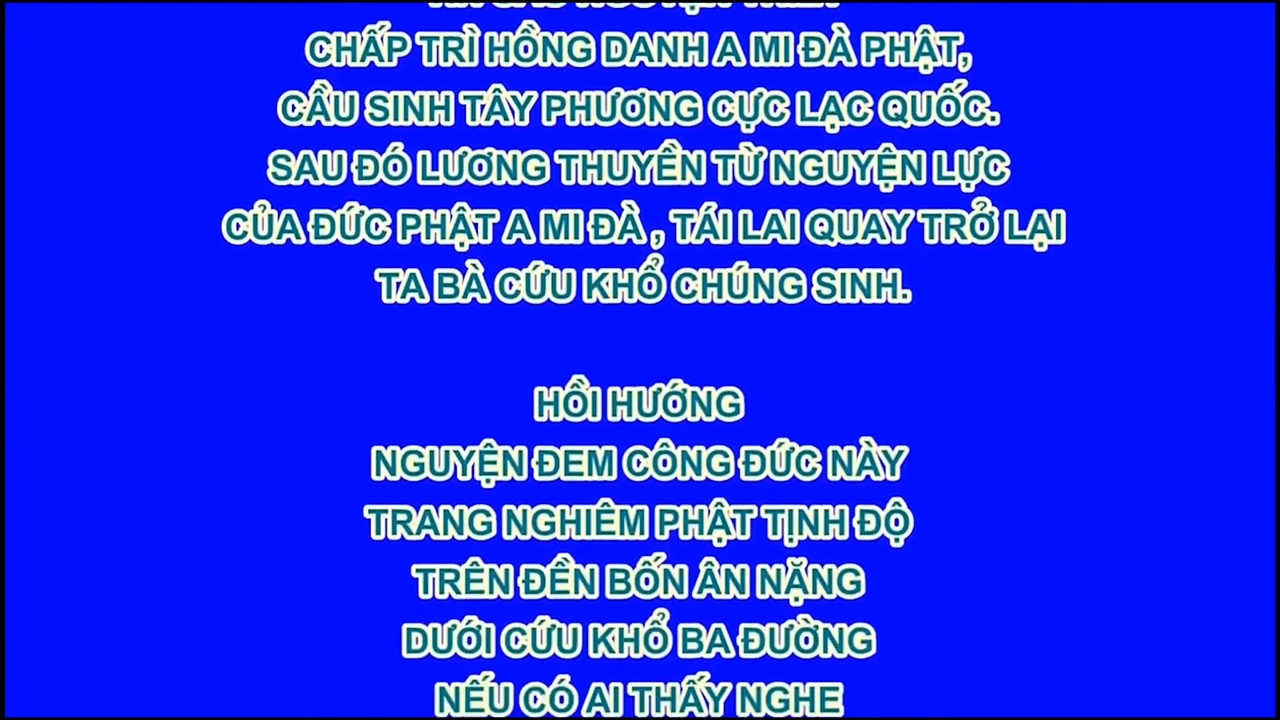 CHẤP TRÌ HỒNG DANH A MI ĐÀ PHẬT,
CẦU SINH TÂY PHƯƠNG CỰC LẠC QUỐC.
SAU ĐÓ LƯƠNG THUYỀN TỪ NGUYỆN LỰC
CỦA ĐỨC PHẬT A MI ĐÀ , TÁI LAI QUAY TRỞ LẠI
TA BÀ CỨU KHỔ CHÚNG SINH.
HỒI HƯỚNG
NGUYỆN ĐEM CÔNG ĐỨC NÀY
TRANG NGHIÊM PHẬT TỊNH ĐỘ
TRÊN ĐỀN BỐN ÂN NẶNG
DƯỚI CỨU KHỔ BA ĐƯỜNG
NẾU CÓ AI THẤY NGHE